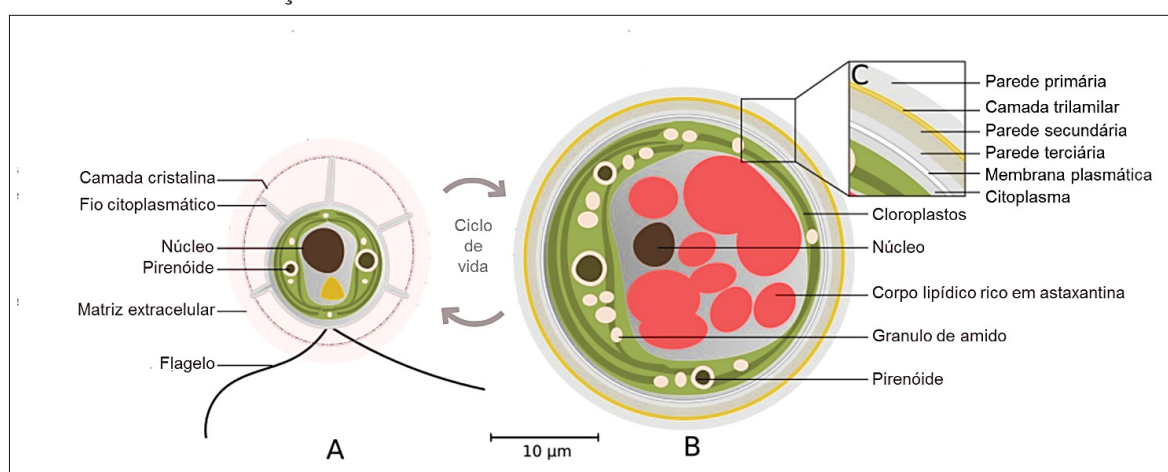 Camada cristalina
Fio citoplasmático
Núcleo
Pirenóide
Matriz extracelular
Flagelo
A
Ciclo
de
vida
10 µm
B
C
Parede primária
Camada trilamilar
Parede secundária
Parede terciária
Membrana plasmática
Citoplasma
Cloroplastos
Núcleo
Corpo lipídico rico em astaxantina
Granulo de amido
Pirenóide